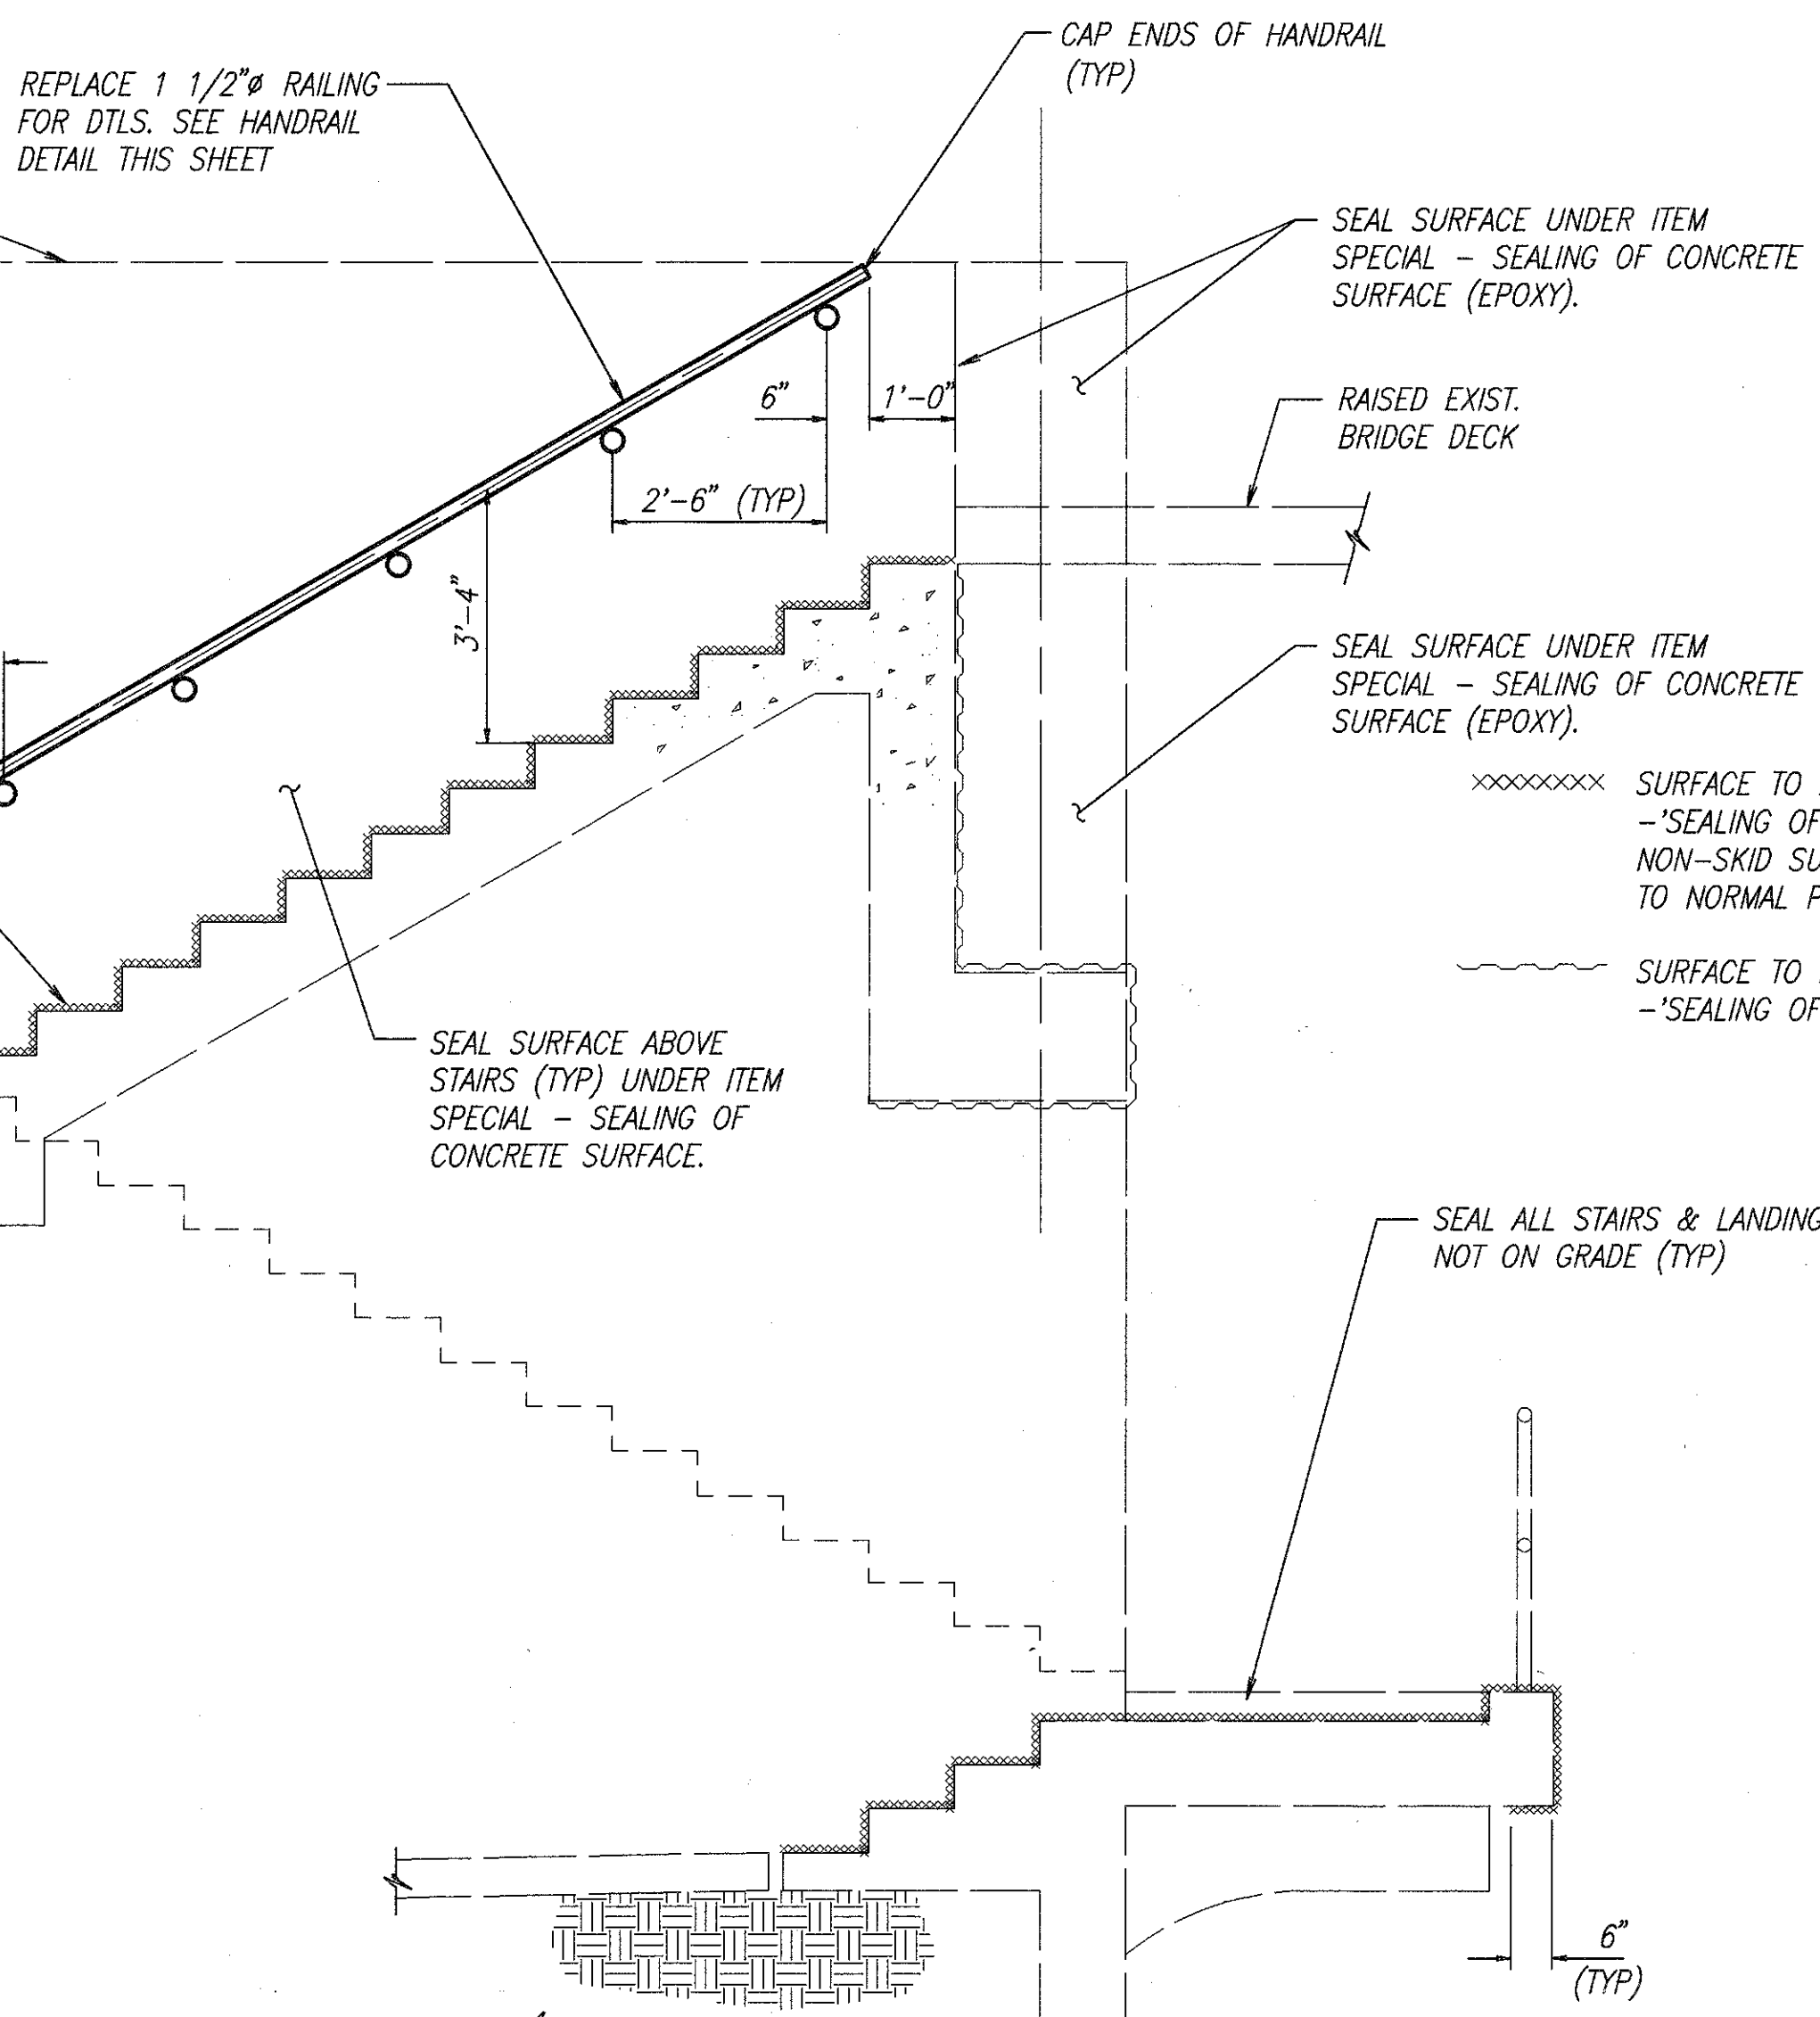 CAP ENDS OF HANDRAIL
(TYP)
REPLACE 1 1/2"ø RAILING
FOR DTLS. SEE HANDRAIL
DETAIL THIS SHEET
SEAL SURFACE UNDER ITEM
SPECIAL – SEALING OF CONCRETE
SURFACE (EPOXY).
6"
1'-0"
RAISED EXIST.
BRIDGE DECK
2'-6" (TYP)
3'-4"
SEAL SURFACE UNDER ITEM
SPECIAL – SEALING OF CONCRETE
SURFACE (EPOXY).
SURFACE TO
-'SEALING OF
NON-SKID
TO NORMAL
SURFACE TO
-'SEALING OF
SEAL SURFACE ABOVE
STAIRS (TYP) UNDER ITEM
SPECIAL – SEALING OF
CONCRETE SURFACE.
SEAL ALL STAIRS & LANDING
NOT ON GRADE (TYP)
6"
(TYP)